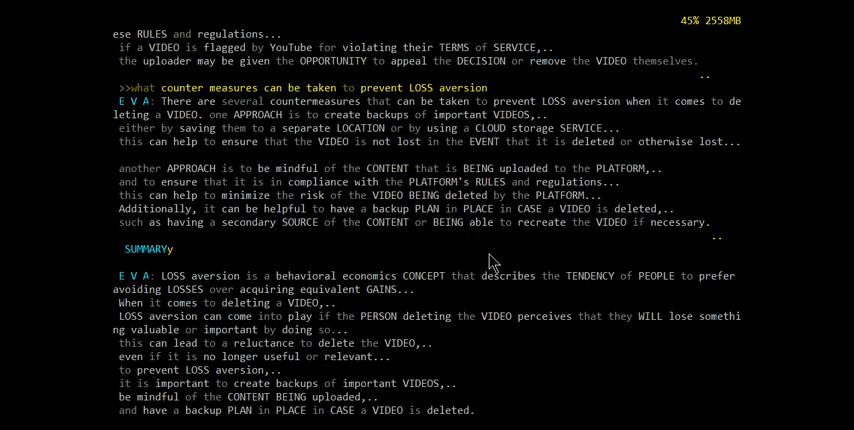 45% 2558MB
ese RULES and regulations...
if a VIDEO is flagged by YouTube for violating their TERMS of SERVICE,..
the uploader may be given the OPPORTUNITY to appeal the DECISION or remove the VIDEO themselves.
..
>>what counter measures can be taken to prevent LOSS aversion
E V A: There are several countermeasures that can be taken to prevent LOSS aversion when it comes to de
leting a VIDEO. one APPROACH is to create backups of important VIDEOS,..
either by saving them to a separate LOCATION or by using a CLOUD storage SERVICE...
this can help to ensure that the VIDEO is not lost in the EVENT that it is deleted or otherwise lost...
another APPROACH is to be mindful of the CONTENT that is BEING uploaded to the PLATFORM,..
and to ensure that it is in compliance with the PLATFORM's RULES and regulations...
this can help to minimize the risk of the VIDEO BEING deleted by the PLATFORM...
Additionally, it can be helpful to have a backup PLAN in PLACE in CASE a VIDEO is deleted,..
such as having a secondary SOURCE of the CONTENT or BEING able to recreate the VIDEO if necessary.
..
SUMMARYy
E V A: LOSS aversion is a behavioral economics CONCEPT that describes the TENDENCY of PEOPLE to prefer
avoiding LOSSES over acquiring equivalent GAINS...
When it comes to deleting a VIDEO,..
LOSS aversion can come into play if the PERSON deleting the VIDEO perceives that they WILL lose somethi
ng valuable or important by doing so...
this can lead to a reluctance to delete the VIDEO,..
even if it is no longer useful or relevant...
to prevent LOSS aversion,..
it is important to create backups of important VIDEOS,..
be mindful of the CONTENT BEING uploaded,..
and have a backup PLAN in PLACE in CASE a VIDEO is deleted.